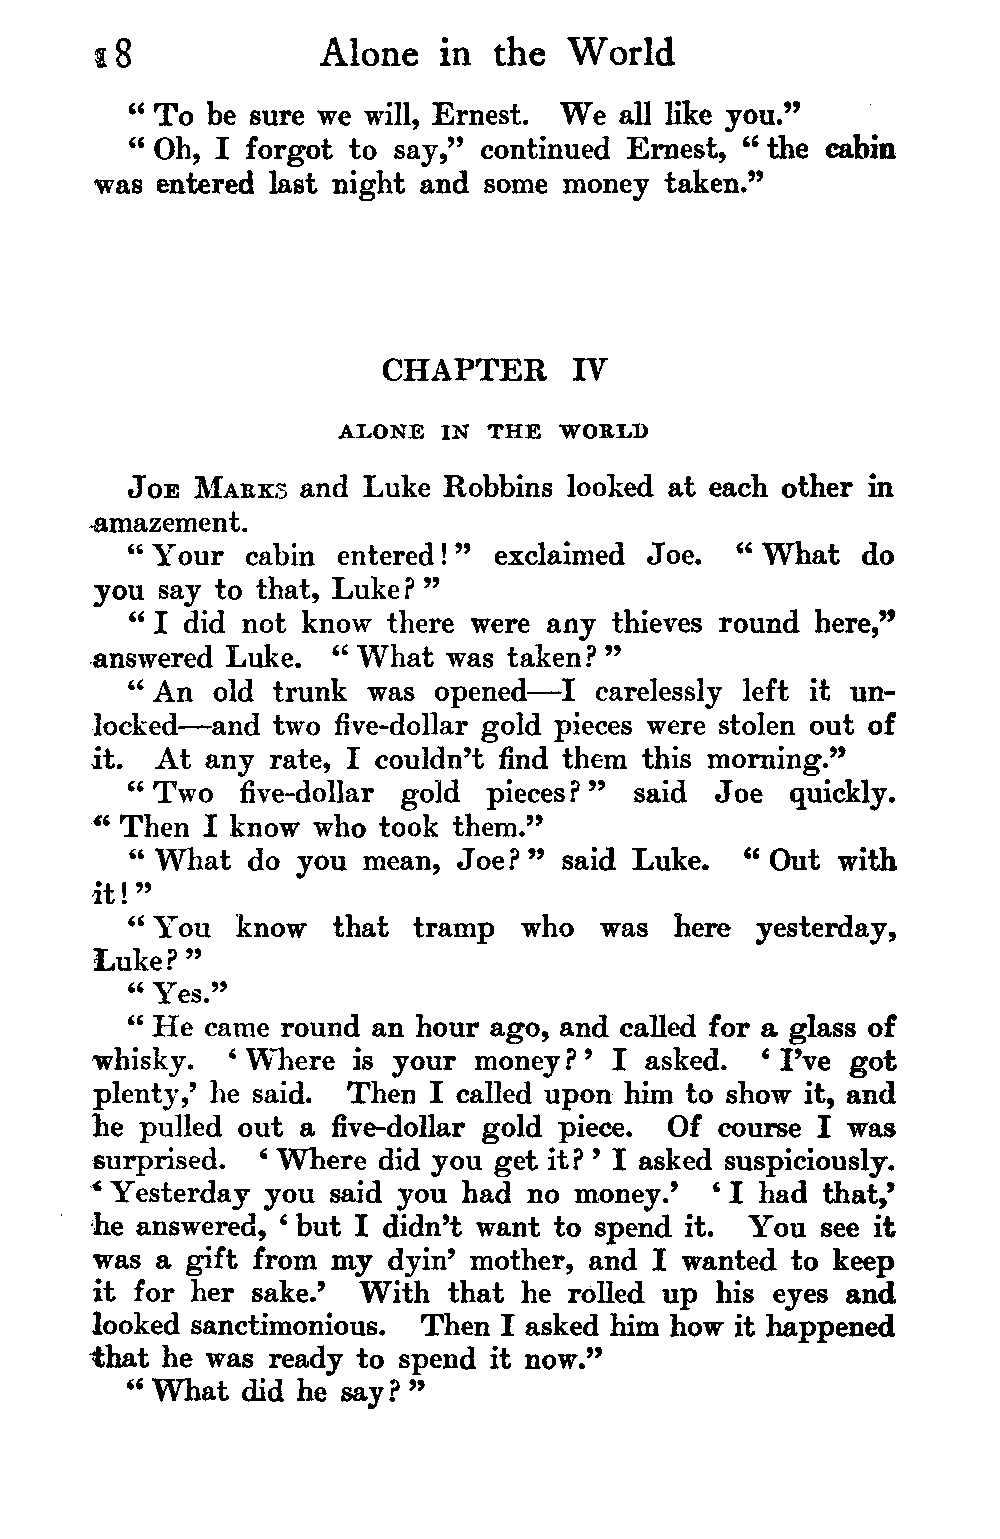 18 Alone in the World
“ To be sure we will, Ernest. We all like you.”
“ Oh, I forgot to say,” continued Ernest, “ the cabin
was entered last night and some money taken.”
CHAPTER IV
ALONE IN THE WORLD
JOE MARKS and Luke Robbins looked at each other in
amazement.
“ Your cabin entered! ” exclaimed Joe. “ What do
you say to that, Luke? ”
“ I did not know there were any thieves round here,”
answered Luke. “ What was taken? ”
“ An old trunk was opened—I carelessly left it un-
locked—and two five-dollar gold pieces were stolen out of
it. At any rate, I couldn’t find them this morning.”
“ Two five-dollar gold pieces? ” said Joe quickly.
“ Then I know who took them.”
“ What do you mean, Joe? ” said Luke. “ Out with
it! ”
“ You know that tramp who was here yesterday,
Luke? ”
“ Yes.”
“ He came round an hour ago, and called for a glass of
whisky. ‘ Where is your money? ’ I asked. ‘ I’ve got
plenty,’ he said. Then I called upon him to show it, and
he pulled out a five-dollar gold piece. Of course I was
surprised. ‘ Where did you get it? ’ I asked suspiciously.
‘ Yesterday you said you had no money.’ ‘ I had that,’
he answered, ‘ but I didn’t want to spend it. You see it
was a gift from my dyin’ mother, and I wanted to keep
it for her sake.’ With that he rolled up his eyes and
looked sanctimonious. Then I asked him how it happened
that he was ready to spend it now.”
“ What did he say? ”